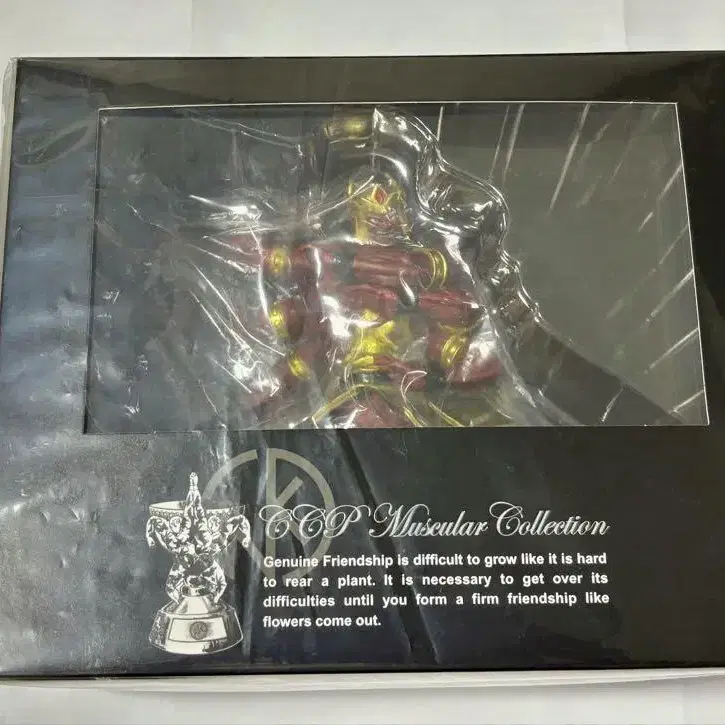 CCP Muscular Collection
Genuine Friendship is difficult to grow like it is hard
to rear a plant. It is necessary to get over its
difficulties until you form a firm friendship like
flowers come out.